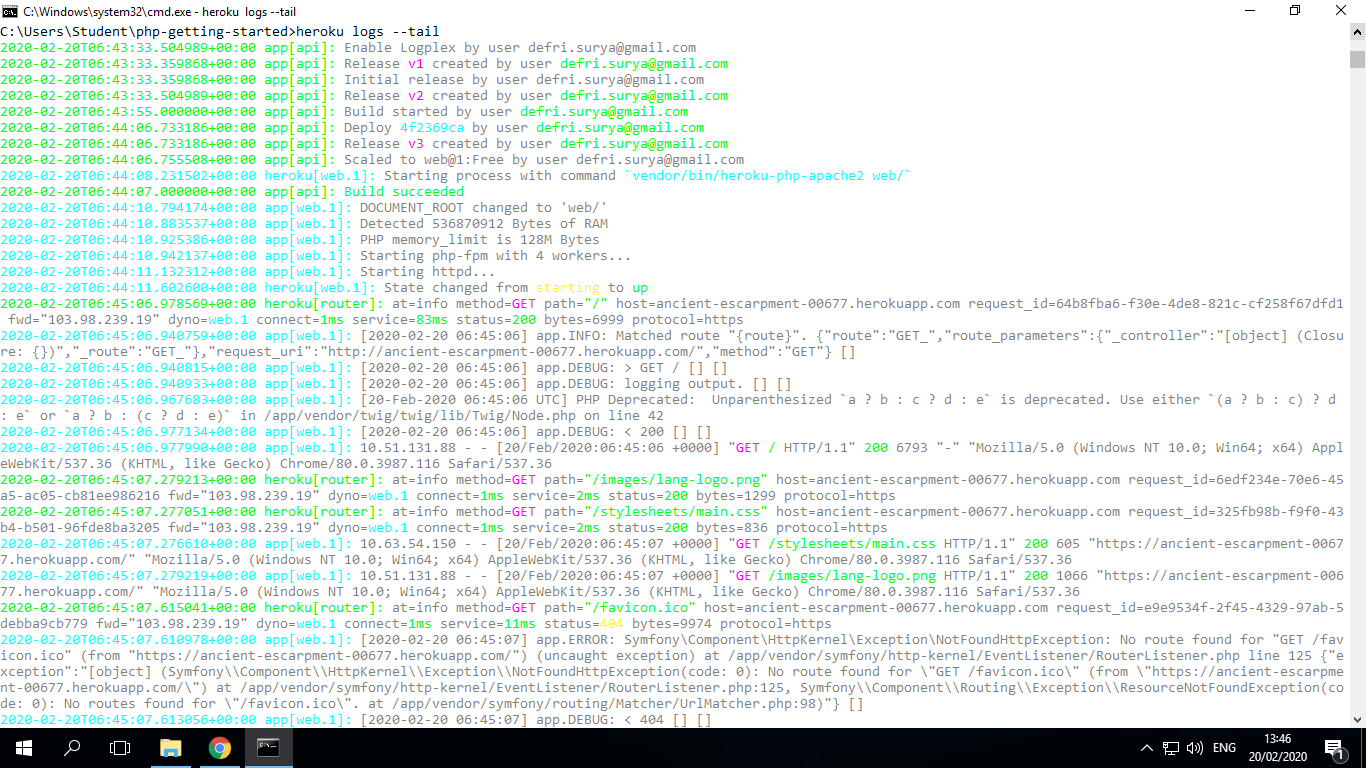 C:\Windows\system32\cmd.exe - heroku  logs --tail
C:\Users\Student\php-getting-started>heroku logs --tail
2020-02-20T06:43:33.504989+00:00 app[api]: Enable Logplex by user defri.surya@gmail.com
2020-02-20T06:43:33.359868+00:00 app[api]: Release v1 created by user defri.surya@gmail.com
2020-02-20T06:43:33.359868+00:00 app[api]: Initial release by user defri.surya@gmail.com
2020-02-20T06:43:33.504989+00:00 app[api]: Release v2 created by user defri.surya@gmail.com
2020-02-20T06:43:55.000000+00:00 app[api]: Build started by user defri.surya@gmail.com
2020-02-20T06:44:06.733186+00:00 app[api]: Deploy 4f2369ca by user defri.surya@gmail.com
2020-02-20T06:44:06.733186+00:00 app[api]: Release v3 created by user defri.surya@gmail.com
2020-02-20T06:44:06.755508+00:00 app[api]: Scaled to web@1:Free by user defri.surya@gmail.com
2020-02-20T06:44:08.231502+00:00 heroku[web.1]: Starting process with command `vendor/bin/heroku-php-apache2 web/`
2020-02-20T06:44:07.000000+00:00 app[api]: Build succeeded
2020-02-20T06:44:10.794174+00:00 app[web.1]: DOCUMENT_ROOT changed to 'web/'
2020-02-20T06:44:10.883537+00:00 app[web.1]: Detected 536870912 Bytes of RAM
2020-02-20T06:44:10.925386+00:00 app[web.1]: PHP memory_limit is 128M Bytes
2020-02-20T06:44:10.942137+00:00 app[web.1]: Starting php-fpm with 4 workers...
2020-02-20T06:44:11.132312+00:00 app[web.1]: Starting httpd...
2020-02-20T06:44:11.602600+00:00 heroku[web.1]: State changed from starting to up
2020-02-20T06:45:06.978569+00:00 heroku[router]: at=info method=GET path="/" host=ancient-escarpment-00677.herokuapp.com request_id=64b8fba6-f30e-4de8-821c-cf258f67dfd1
 fwd="103.98.239.19" dyno=web.1 connect=1ms service=83ms status=200 bytes=6999 protocol=https
2020-02-20T06:45:06.940759+00:00 app[web.1]: [2020-02-20 06:45:06] app.INFO: Matched route "{route}". {"route":"GET_","route_parameters":{"_controller":"[object] (Closu
re: {})","_route":"GET_"},"request_uri":"http://ancient-escarpment-00677.herokuapp.com/","method":"GET"} []
2020-02-20T06:45:06.940815+00:00 app[web.1]: [2020-02-20 06:45:06] app.DEBUG: > GET / [] []
2020-02-20T06:45:06.940933+00:00 app[web.1]: [2020-02-20 06:45:06] app.DEBUG: logging output. [] []
2020-02-20T06:45:06.967683+00:00 app[web.1]: [20-Feb-2020 06:45:06 UTC] PHP Deprecated:  Unparenthesized `a ? b : c ? d : e` is deprecated. Use either `(a ? b : c) ? d
: e` or `a ? b : (c ? d : e)` in /app/vendor/twig/twig/lib/Twig/Node.php on line 42
2020-02-20T06:45:06.977134+00:00 app[web.1]: [2020-02-20 06:45:06] app.DEBUG: < 200 [] []
2020-02-20T06:45:06.977990+00:00 app[web.1]: 10.51.131.88 - - [20/Feb/2020:06:45:06 +0000] "GET / HTTP/1.1" 200 6793 "-" "Mozilla/5.0 (Windows NT 10.0; Win64; x64) Appl
eWebKit/537.36 (KHTML, like Gecko) Chrome/80.0.3987.116 Safari/537.36
2020-02-20T06:45:07.279213+00:00 heroku[router]: at=info method=GET path="/images/lang-logo.png" host=ancient-escarpment-00677.herokuapp.com request_id=6edf234e-70e6-45
a5-ac05-cb81ee986216 fwd="103.98.239.19" dyno=web.1 connect=1ms service=2ms status=200 bytes=1299 protocol=https
2020-02-20T06:45:07.277051+00:00 heroku[router]: at=info method=GET path="/stylesheets/main.css" host=ancient-escarpment-00677.herokuapp.com request_id=325fb98b-f9f0-43
b4-b501-96fde8ba3205 fwd="103.98.239.19" dyno=web.1 connect=1ms service=2ms status=200 bytes=836 protocol=https
2020-02-20T06:45:07.276610+00:00 app[web.1]: 10.63.54.150 - - [20/Feb/2020:06:45:07 +0000] "GET /stylesheets/main.css HTTP/1.1" 200 605 "https://ancient-escarpment-0067
7.herokuapp.com/" "Mozilla/5.0 (Windows NT 10.0; Win64; x64) AppleWebKit/537.36 (KHTML, like Gecko) Chrome/80.0.3987.116 Safari/537.36
2020-02-20T06:45:07.279219+00:00 app[web.1]: 10.51.131.88 - - [20/Feb/2020:06:45:07 +0000] "GET /images/lang-logo.png HTTP/1.1" 200 1066 "https://ancient-escarpment-006
77.herokuapp.com/" "Mozilla/5.0 (Windows NT 10.0; Win64; x64) AppleWebKit/537.36 (KHTML, like Gecko) Chrome/80.0.3987.116 Safari/537.36
2020-02-20T06:45:07.615041+00:00 heroku[router]: at=info method=GET path="/favicon.ico" host=ancient-escarpment-00677.herokuapp.com request_id=e9e9534f-2f45-4329-97ab-5
debba9cb779 fwd="103.98.239.19" dyno=web.1 connect=1ms service=11ms status=404 bytes=9974 protocol=https
2020-02-20T06:45:07.610978+00:00 app[web.1]: [2020-02-20 06:45:07] app.ERROR: Symfony\Component\HttpKernel\Exception\NotFoundHttpException: No route found for "GET /fav
icon.ico" (from "https://ancient-escarpment-00677.herokuapp.com/") (uncaught exception) at /app/vendor/symfony/http-kernel/EventListener/RouterListener.php line 125 {"e
xception":"[object] (Symfony\\Component\\HttpKernel\\Exception\\NotFoundHttpException(code: 0): No route found for \"GET /favicon.ico\" (from \"https://ancient-escarpme
nt-00677.herokuapp.com/\") at /app/vendor/symfony/http-kernel/EventListener/RouterListener.php:125, Symfony\\Component\\Routing\\Exception\\ResourceNotFoundException(co
de: 0): No routes found for \"/favicon.ico\". at /app/vendor/symfony/routing/Matcher/UrlMatcher.php:98)"} []
2020-02-20T06:45:07.613056+00:00 app[web.1]: [2020-02-20 06:45:07] app.DEBUG: < 404 [] []
ENG
13:46
20/02/2020
1